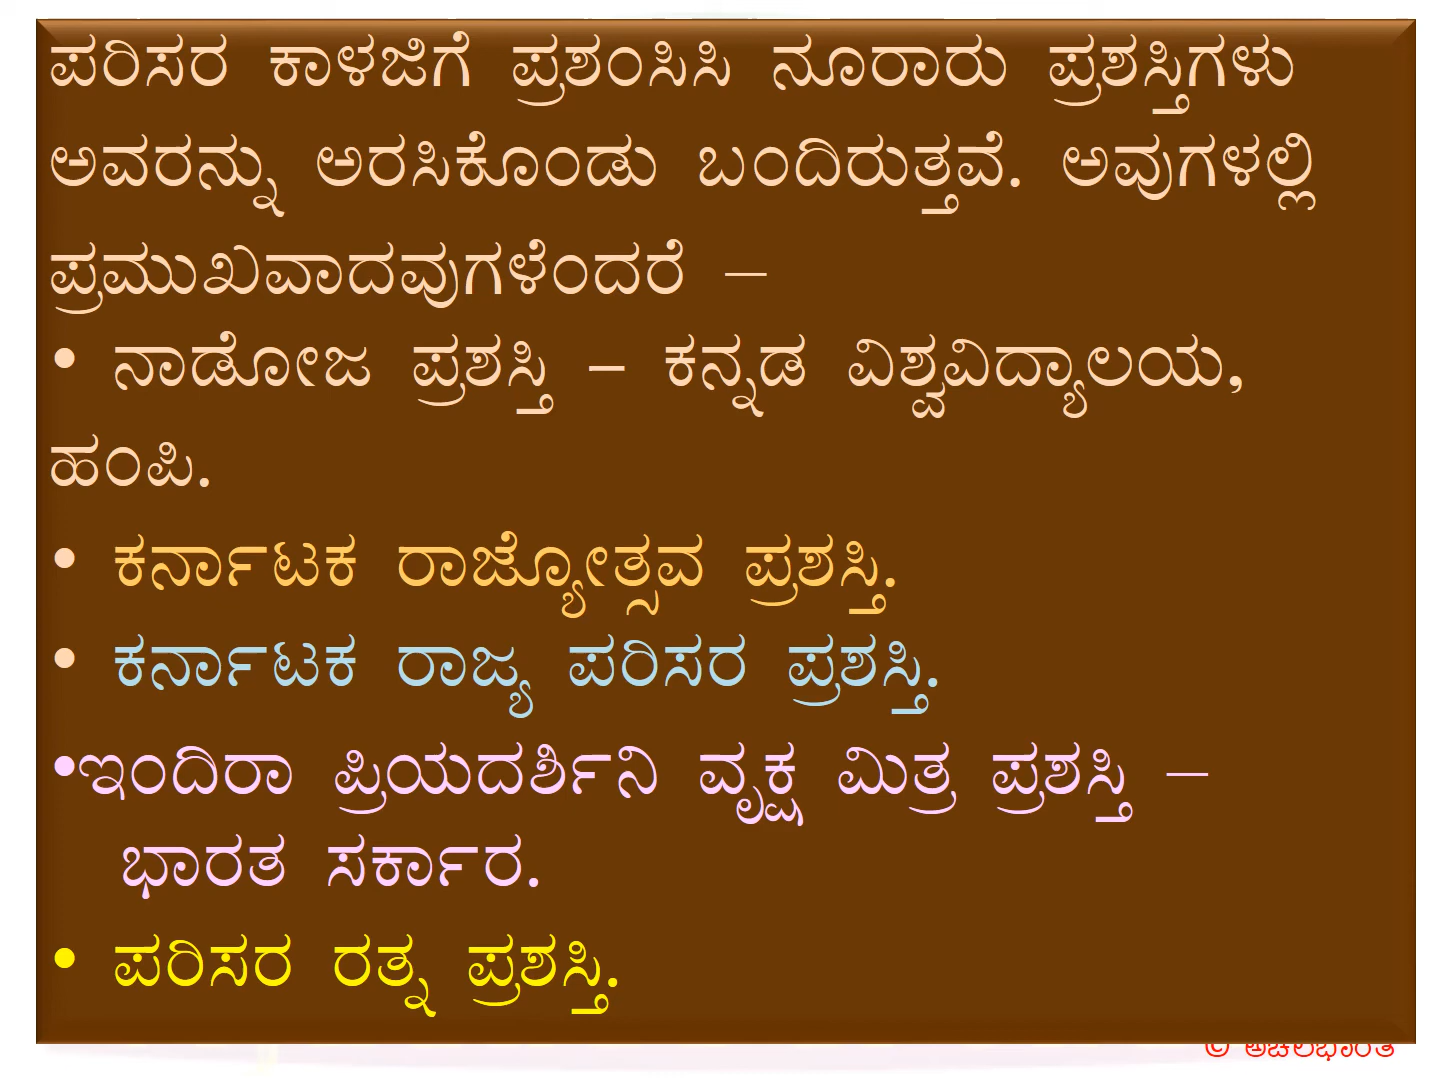 ಪರಿಸರ ಕಾಳಜಿಗೆ ಪ್ರಶಂಸಿಸಿ ನೂರಾರು ಪ್ರಶಸ್ತಿಗಳು
ಅವರನ್ನು ಅರಸಿಕೊಂಡು ಬಂದಿರುತ್ತವೆ. ಅವುಗಳಲ್ಲಿ
ಪ್ರಮುಖವಾದವುಗಳೆಂದರೆ –
• ನಾಡೋಜ ಪ್ರಶಸ್ತಿ – ಕನ್ನಡ ವಿಶ್ವವಿದ್ಯಾಲಯ,
ಹಂಪಿ.
• ಕರ್ನಾಟಕ ರಾಜ್ಯೋತ್ಸವ ಪ್ರಶಸ್ತಿ.
• ಕರ್ನಾಟಕ ರಾಜ್ಯ ಪರಿಸರ ಪ್ರಶಸ್ತಿ.
•ಇಂದಿರಾ ಪ್ರಿಯದರ್ಶಿನಿ ವೃಕ್ಷ ಮಿತ್ರ ಪ್ರಶಸ್ತಿ –
ಭಾರತ ಸರ್ಕಾರ.
• ಪರಿಸರ ರತ್ನ ಪ್ರಶಸ್ತಿ.
© ಅಚಲಭಾರತಿ